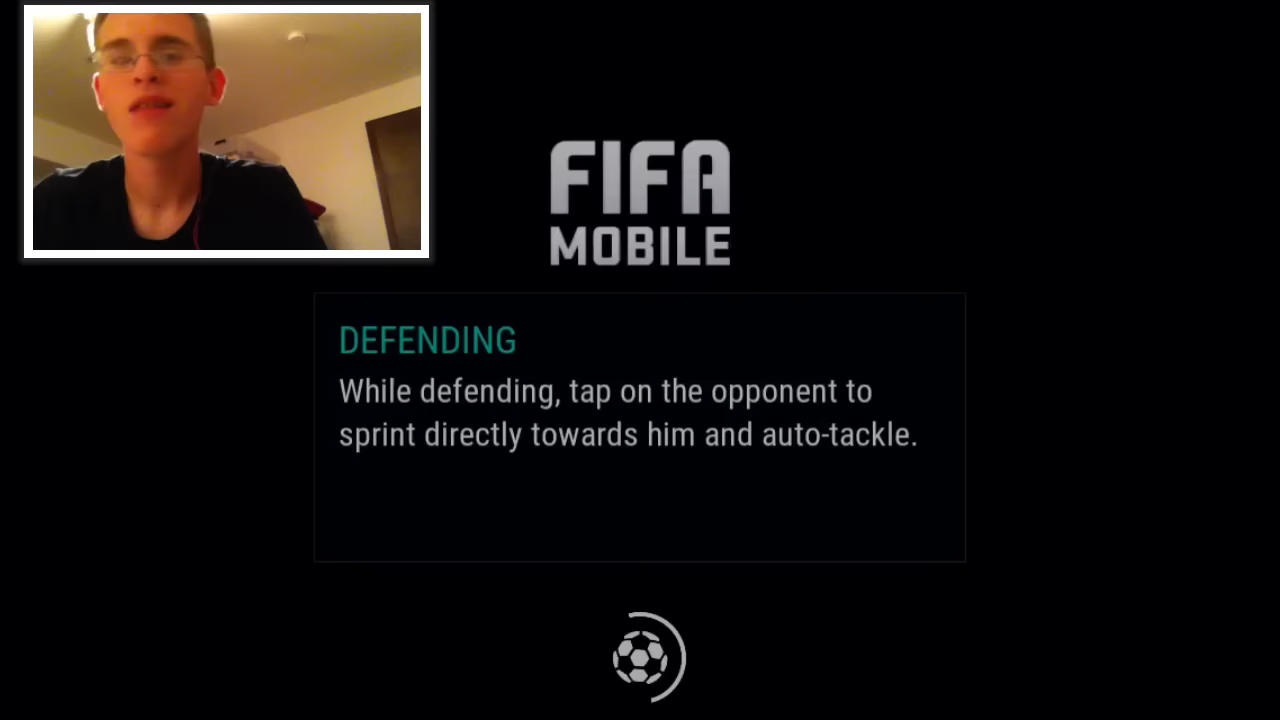 FIFA
MOBILE
DEFENDING
While defending, tap on the opponent to
sprint directly towards him and auto-tackle.